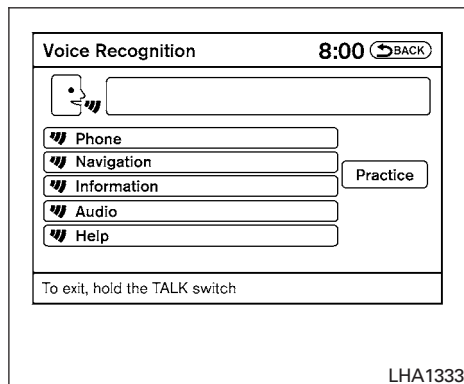 Voice Recognition 8:00 BACK
Phone
Navigation
Practice
Information
Audio
Help
To exit, hold the TALK switch
LHA1333